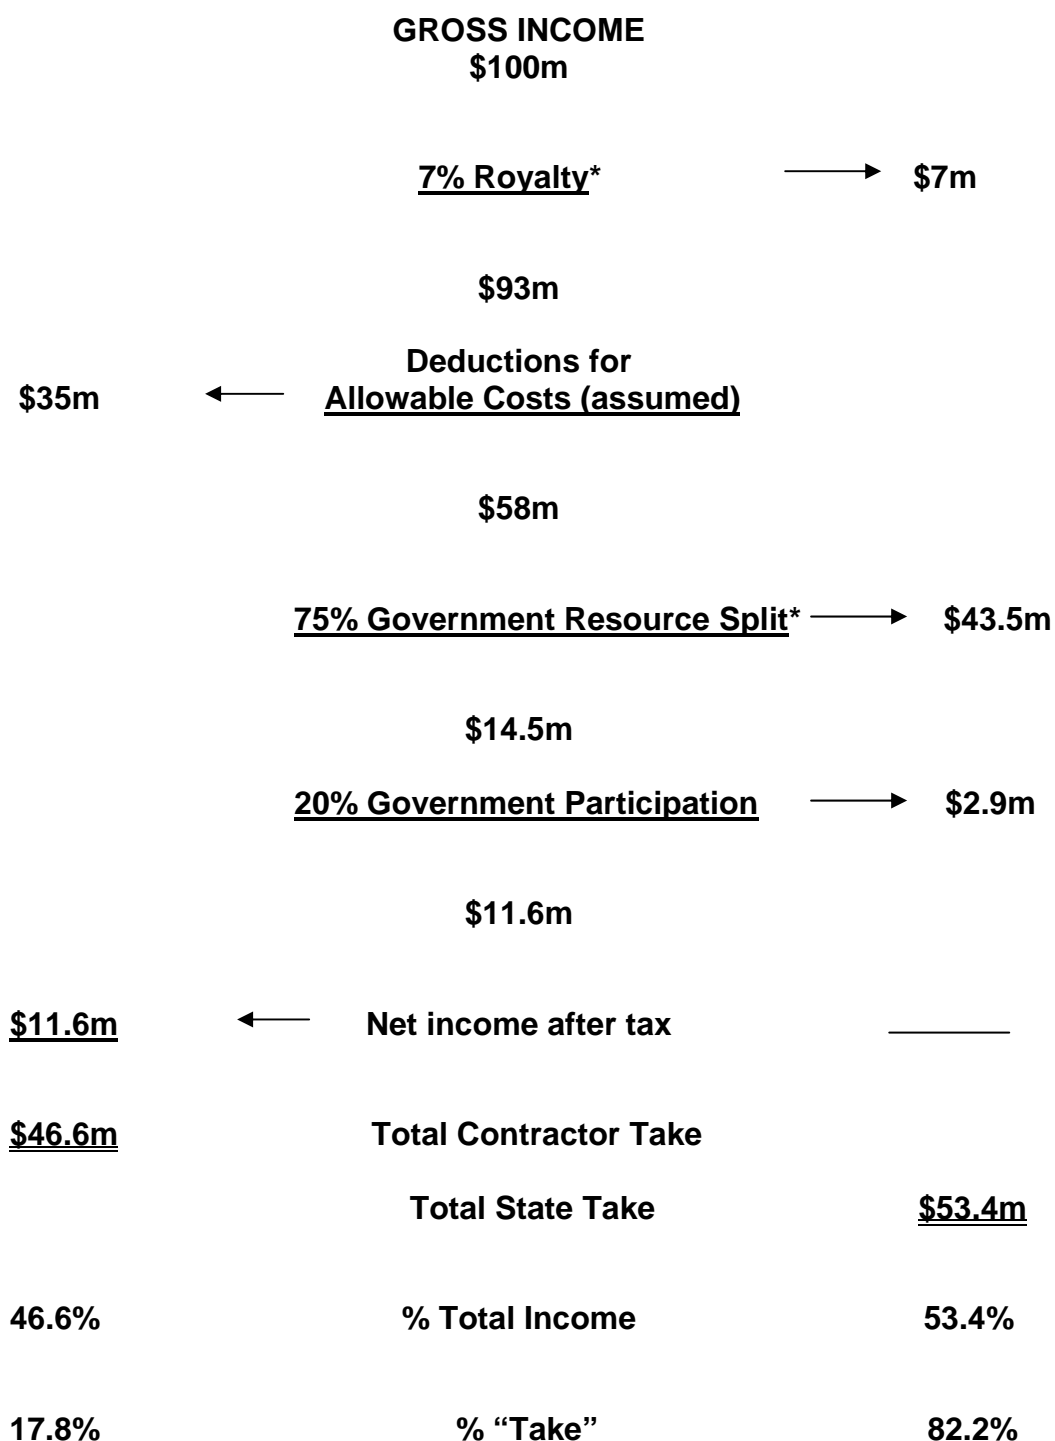 GROSS INCOME
$100m
7% Royalty* $7m
$93m
Deductions for
$35m Allowable Costs (assumed)
$58m
75% Government Resource Split* $43.5m
$14.5m
20% Government Participation $2.9m
$11.6m
$11.6m Net income after tax
$46.6m Total Contractor Take
Total State Take $53.4m
46.6% % Total Income 53.4%
17.8% % “Take” 82.2%